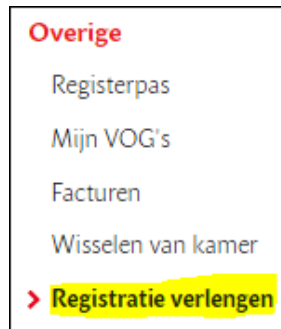 Overige
Registerpas
Mijn VOG's
Facturen
Wisselen van kamer
Registratie verlengen